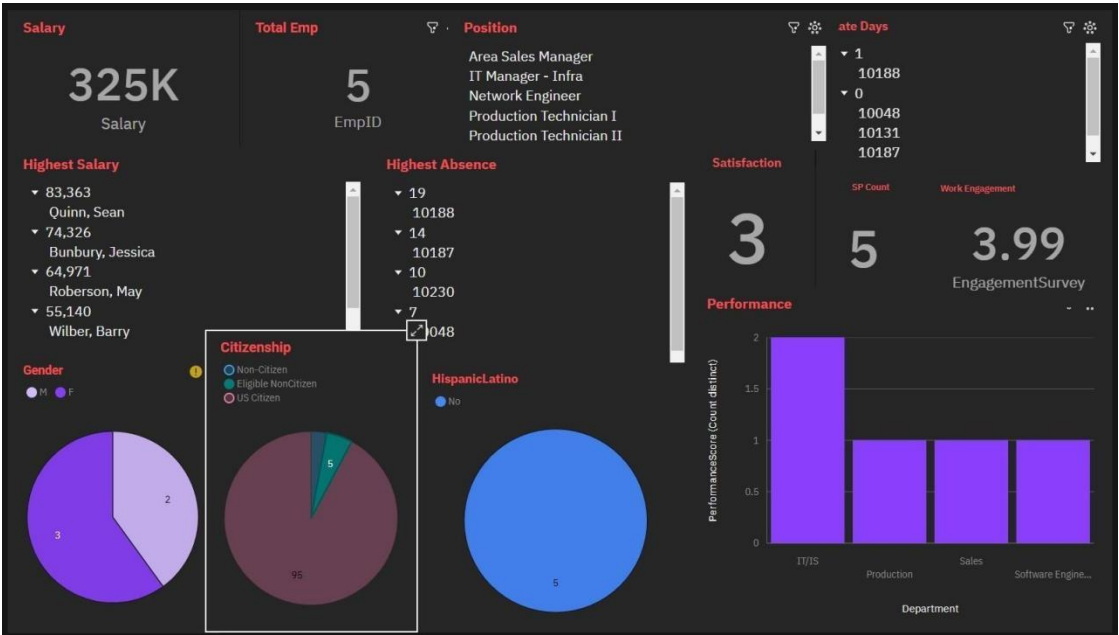 Salary
325K
Salary
Total Emp
5
EmpID
Position
Area Sales Manager
IT Manager - Infra
Network Engineer
Production Technician I
Production Technician II
ate Days
1
10188
0
10048
10131
10187
Highest Salary
83,363
Quinn, Sean
74,326
Bunbury, Jessica
64,971
Roberson, May
55,140
Wilber, Barry
Highest Absence
19
10188
14
10187
10
10230
7
0048
Satisfaction
3
SP Count
5
Work Engagement
3.99
EngagementSurvey
Gender
M F
2
3
Citizenship
Non-Citizen
Eligible NonCitizen
US Citizen
5
95
HispanicLatino
No
5
Performance
PerformanceScore (Count distinct)
2
1.5
1
0.5
0
IT/IS
Production
Sales
Software Engine...
Department